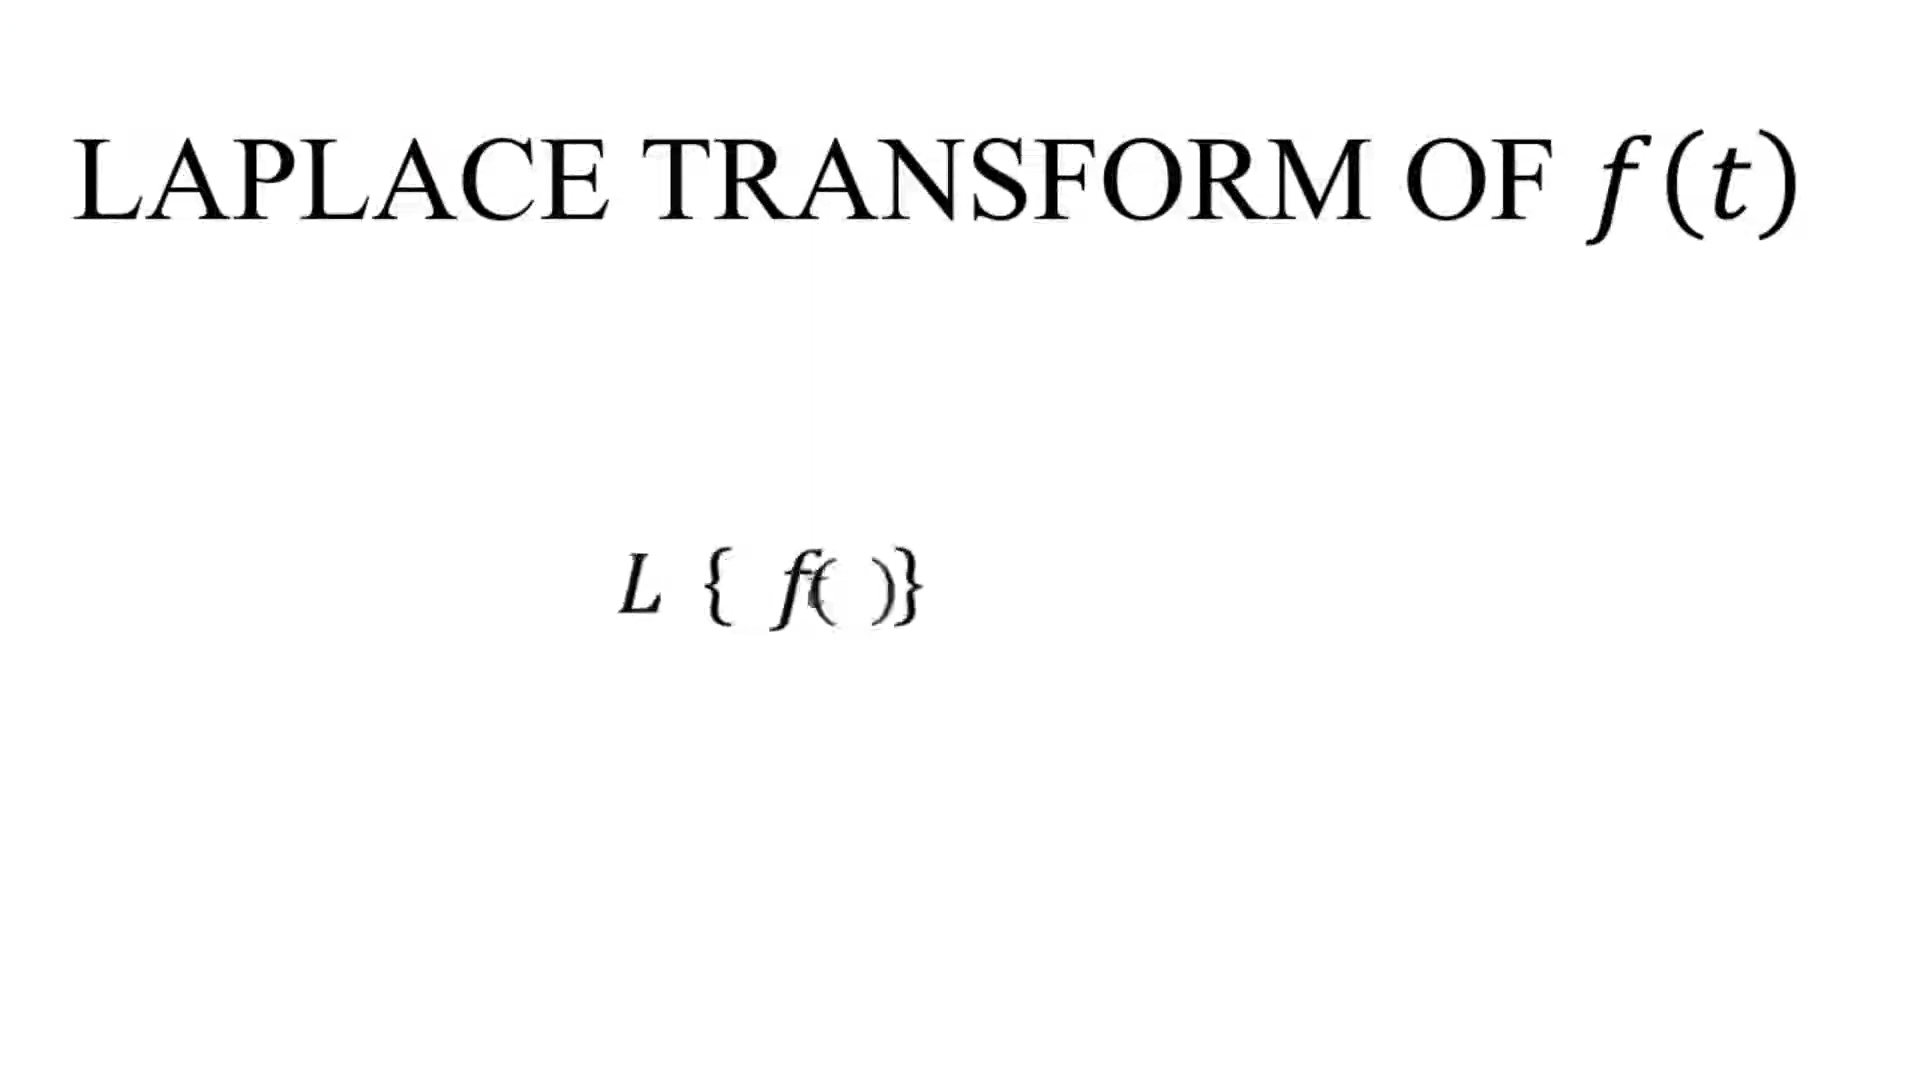 LAPLACE TRANSFORM OF f(t)
L { f( )}